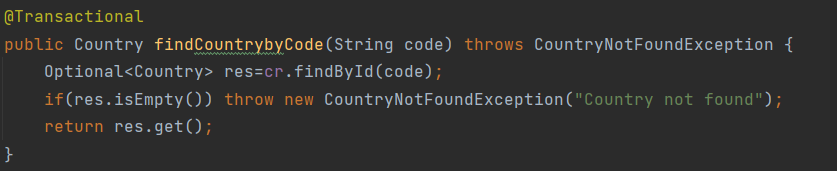 @Transactional
public Country findCountrybyCode(String code) throws CountryNotFoundException {
    Optional<Country> res=cr.findById(code);
    if(res.isEmpty()) throw new CountryNotFoundException("Country not found");
    return res.get();
}